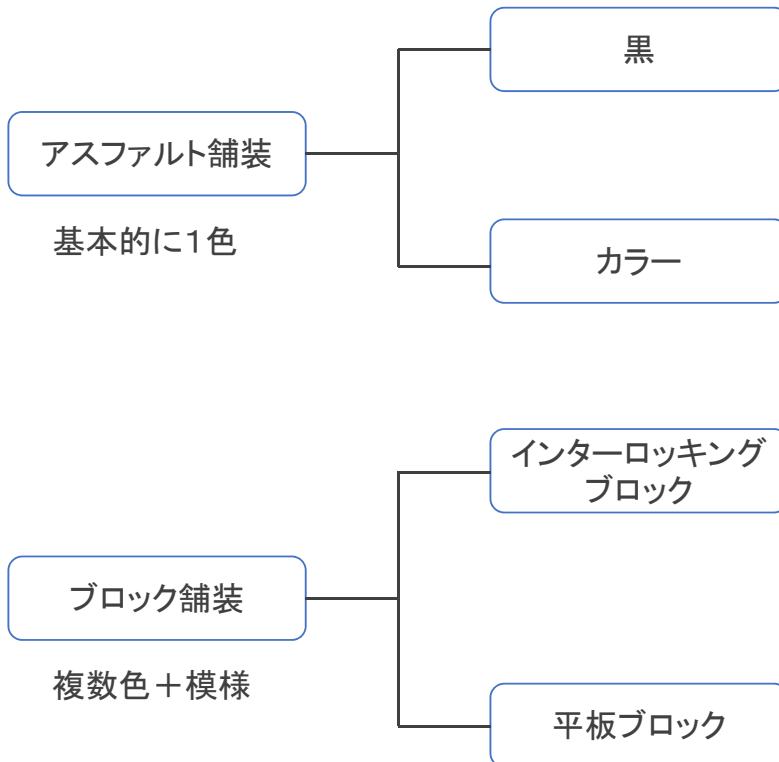 黒
アスファルト舗装
基本的に１色
カラー
インターロッキング
ブロック
ブロック舗装
複数色＋模様
平板ブロック